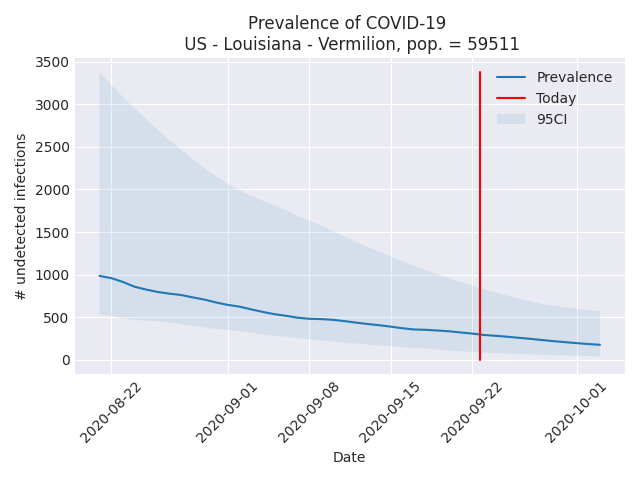 Prevalence of COVID-19
US - Louisiana - Vermilion, pop. = 59511
3500
3000
2500
2000
1500
1000
500
0
# undetected infections
Prevalence
Today
95CI
2020-08-22
2020-09-01
2020-09-08
2020-09-15
2020-09-22
2020-10-01
Date